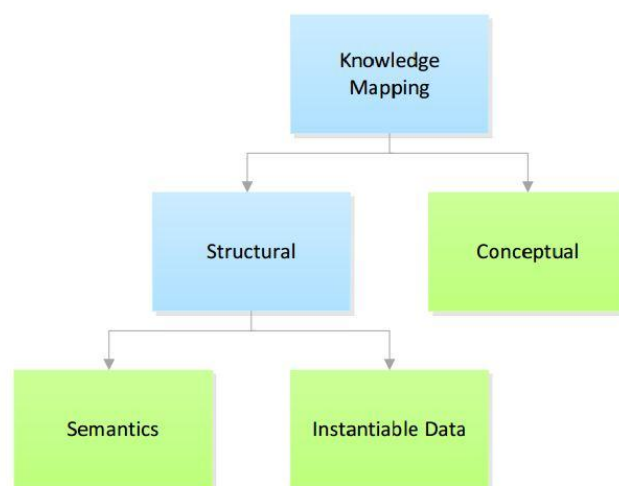 Knowledge
Mapping
Structural
Conceptual
Semantics
Instantiable Data